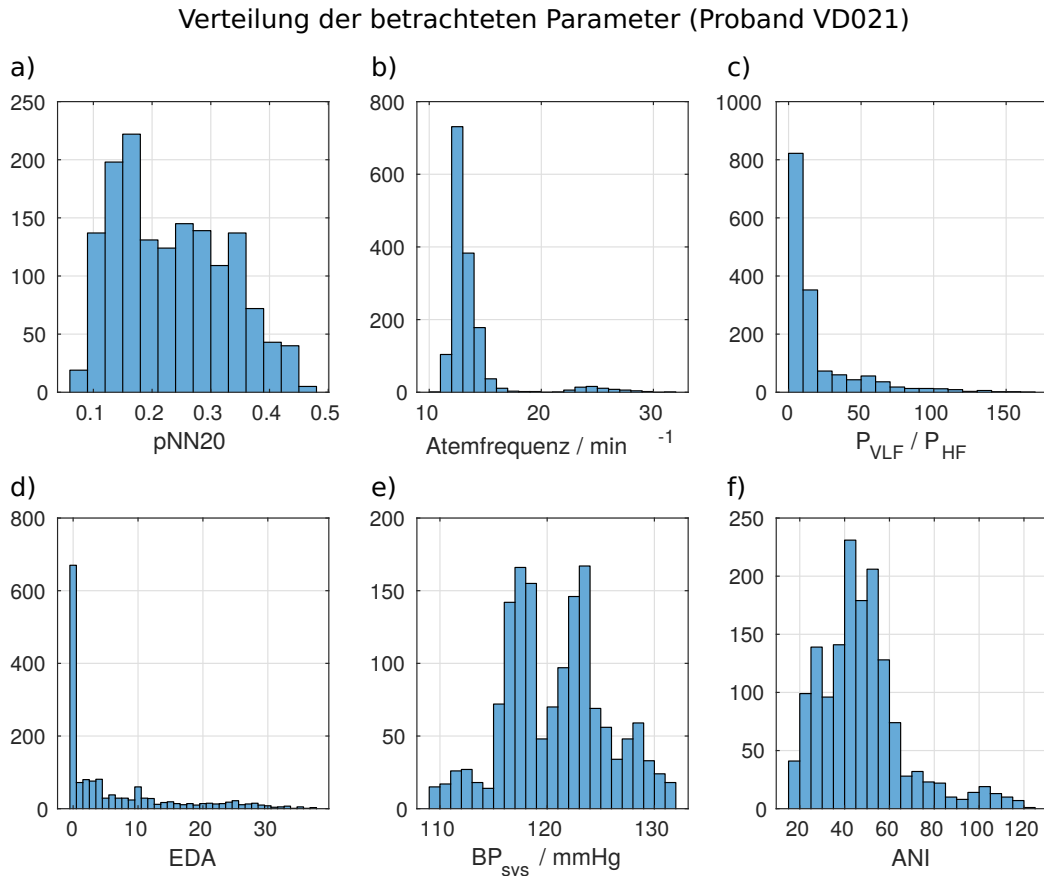 Verteilung der betrachteten Parameter (Proband VD021)
a)
b)
c)
250
200
150
100
50
0
0.1 0.2 0.3 0.4 0.5
pNN20
800
600
400
200
0
10 20 30
Atemfrequenz / min -1
1000
800
600
400
200
0
0 50 100 150
P VLF / P HF
d)
e)
f)
800
600
400
200
0
0 10 20 30
EDA
200
150
100
50
0
110 120 130
BP sys / mmHg
250
200
150
100
50
0
20 40 60 80 100 120
ANI